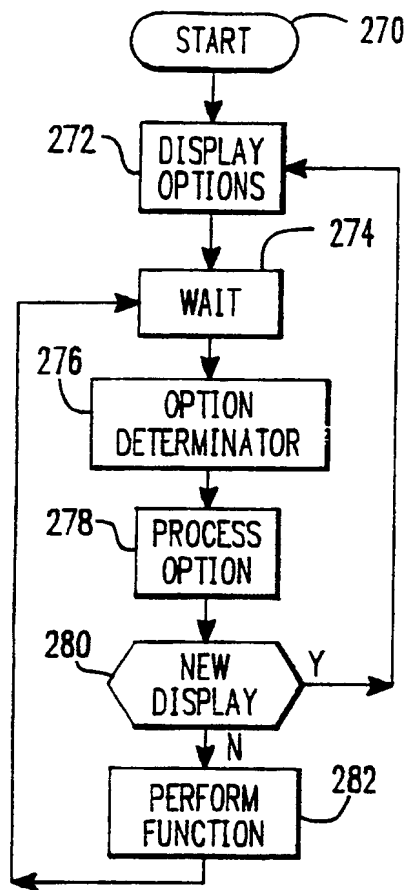 START
270
272
DISPLAY
OPTIONS
274
WAIT
276
OPTION
DETERMINATOR
278
PROCESS
OPTION
280
NEW
DISPLAY
Y
N
PERFORM
FUNCTION
282